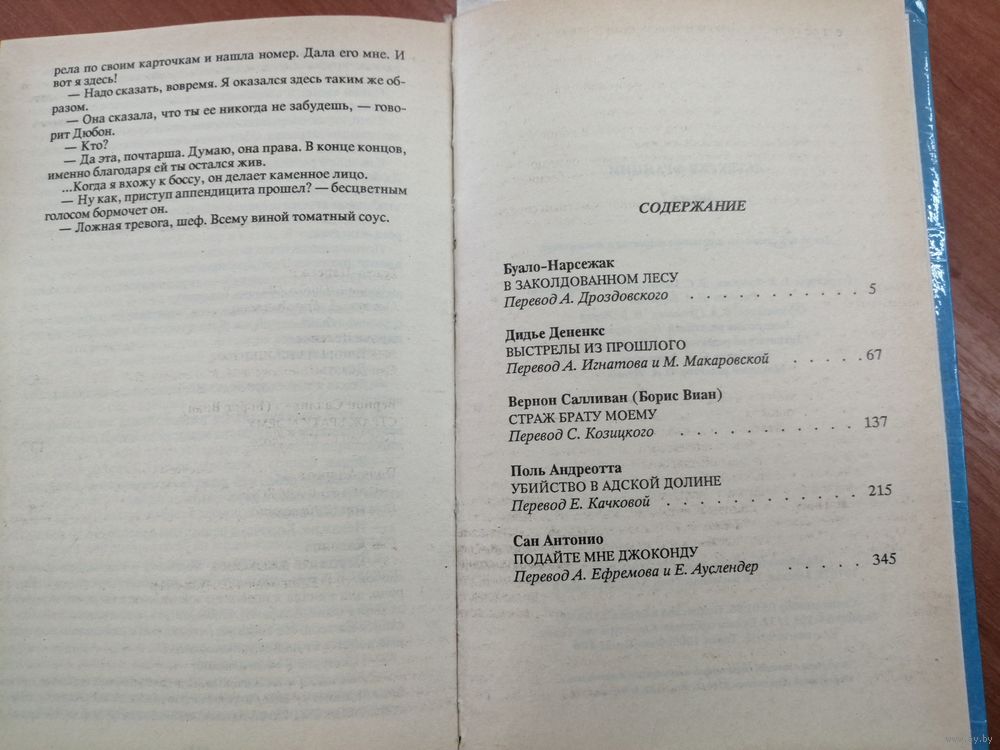 рела по своим карточкам и нашла номер. Дала его мне. И
вот я здесь!
— Надо сказать, вовремя. Я оказался здесь таким же об-
разом.
— Она сказала, что ты ее никогда не забудешь, — гово-
рит Дюбон.
— Кто?
— Да эта, почтарша. Думаю, она права. В конце концов,
именно благодаря ей ты остался жив.
...Когда я вхожу к боссу, он делает каменное лицо.
— Ну как, приступ аппендицита прошел? — бесцветным
голосом бормочет он.
— Ложная тревога, шеф. Всему виной томатный соус.
СОДЕРЖАНИЕ
Буало-Нарсежак
В ЗАКОЛДОВАННОМ ЛЕСУ
Перевод А. Дроздовского . . . . . . . . . . . 5
Дидье Дененкс
ВЫСТРЕЛЫ ИЗ ПРОШЛОГО
Перевод А. Игнатова и М. Макаровской . . . . . 67
Вернон Салливан (Борис Виан)
СТРАЖ БРАТУ МОЕМУ
Перевод С. Козицкого . . . . . . . . . . . 137
Поль Андреотта
УБИЙСТВО В АДСКОЙ ДОЛИНЕ
Перевод Е. Качковой . . . . . . . . . . . . 215
Сан Антонио
ПОДАЙТЕ МНЕ ДЖОКОНДУ
Перевод А. Ефремова и Е. Ауслендер . . . . . 345